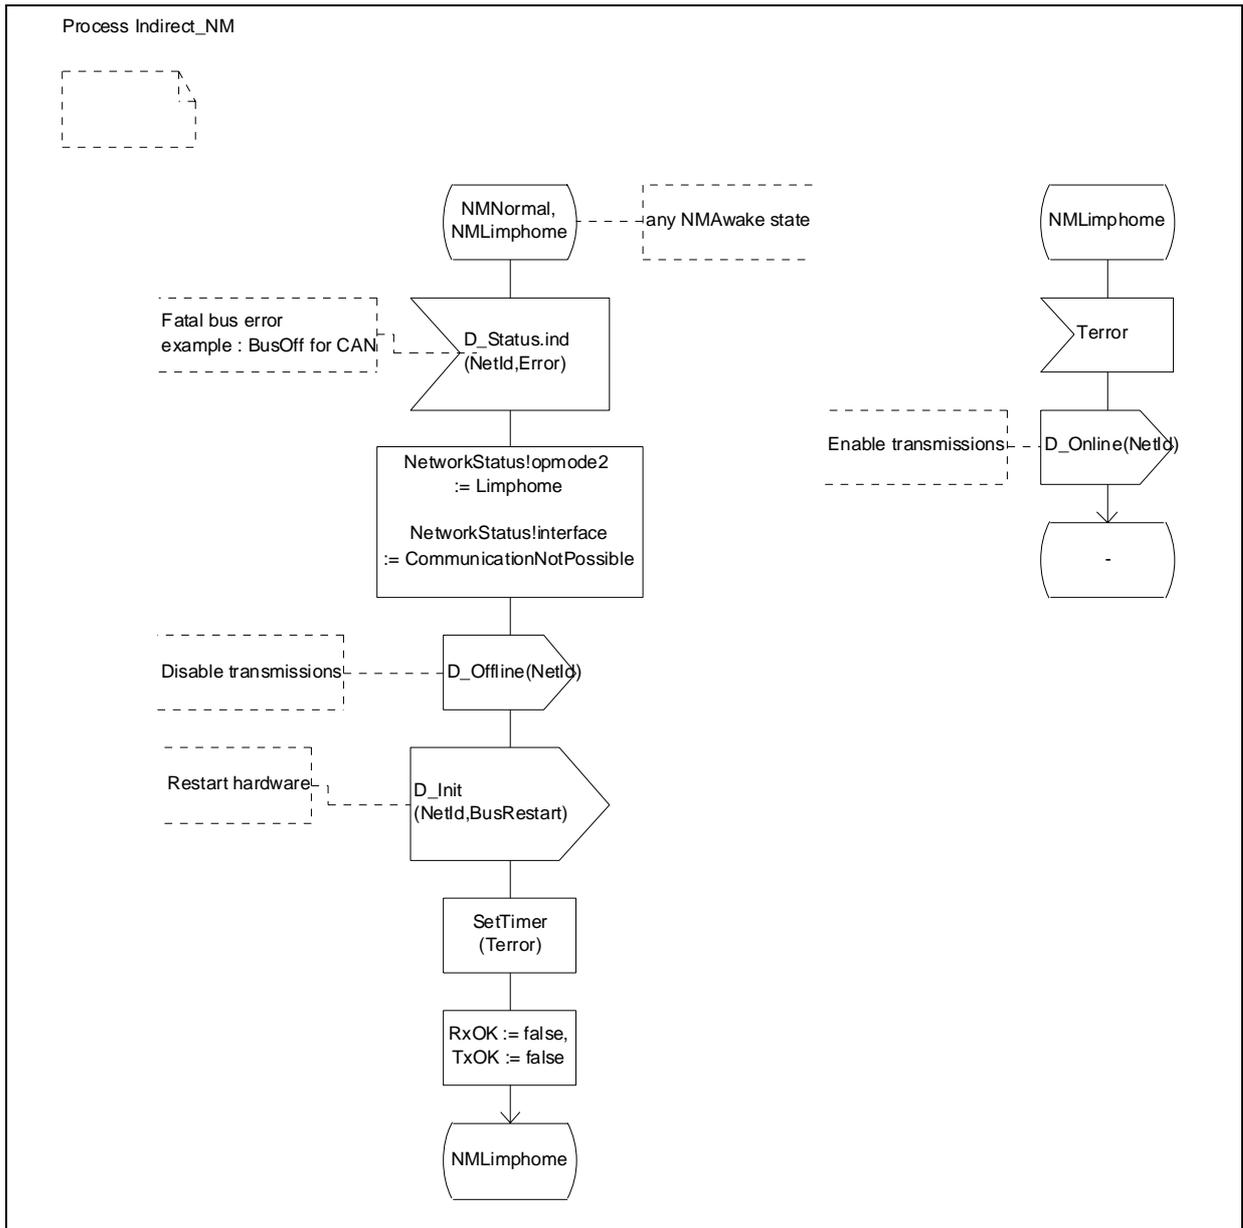 Process Indirect_NM
NMNormal,
NMLimphome
any NMAwake state
Fatal bus error
example : BusOff for CAN
D_Status.ind
(NetId,Error)
NetworkStatus!opmode2
:= Limphome
NetworkStatus!interface
:= CommunicationNotPossible
Disable transmissions
D_Offline(NetId)
Restart hardware
D_Init
(NetId,BusRestart)
SetTimer
(Terror)
RxOK := false,
TxOK := false
NMLimphome
NMLimphome
Terror
Enable transmissions
D_Online(NetId)
-